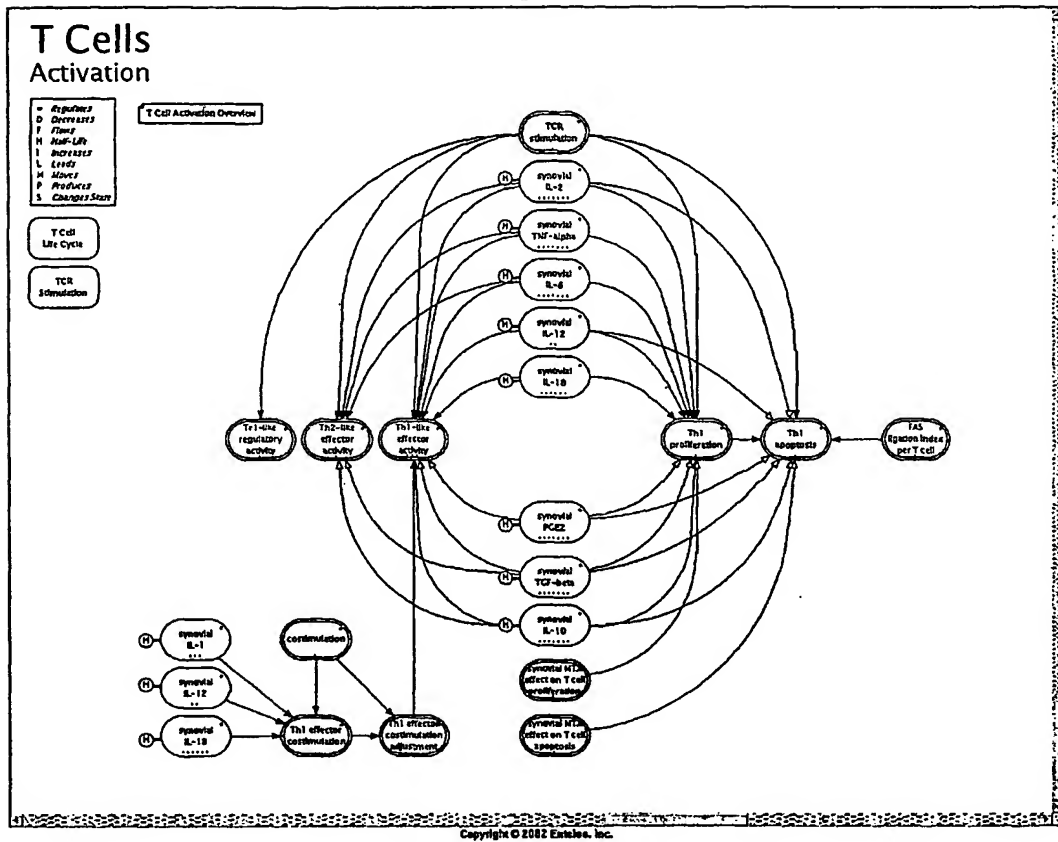 T Cells
Activation
Regulates
D Decreases
F Flows
H Half-Life
I Increases
L Leads
M Moves
P Produces
S Changes State
T Cell Activation Overview
T Cell
Life Cycle
TCR
Stimulation
TCR
stimulation
H
synovial
IL-2
H
synovial
TNF-alpha
H
synovial
IL-6
H
synovial
IL-12
H
synovial
IL-18
Tr1-like
regulatory
activity
Th2-like
effector
activity
Th1-like
effector
activity
Th1
proliferation
Th1
apoptosis
FAS
ligation index
per T cell
H
synovial
PGE2
H
synovial
TGF-beta
H
synovial
IL-10
synovial MTX
effect on T cell
proliferation
synovial MTX
effect on T cell
apoptosis
H
synovial
IL-1
costimulation
H
synovial
IL-12
H
synovial
IL-18
Th1 effector
costimulation
Th1 effector
costimulation
adjustment
Copyright © 2002 Entelos, Inc.